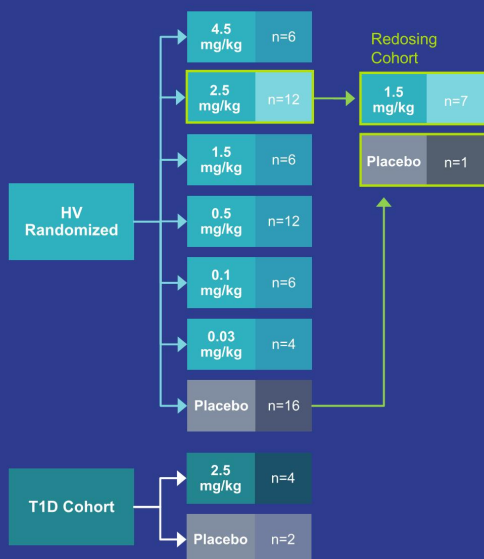 4.5
mg/kg
n=6
Redosing
Cohort
2.5
mg/kg
n=12
1.5
mg/kg
n=7
1.5
mg/kg
n=6
Placebo
n=1
HV
Randomized
0.5
mg/kg
n=12
0.1
mg/kg
n=6
0.03
mg/kg
n=4
Placebo
n=16
T1D Cohort
2.5
mg/kg
n=4
Placebo
n=2